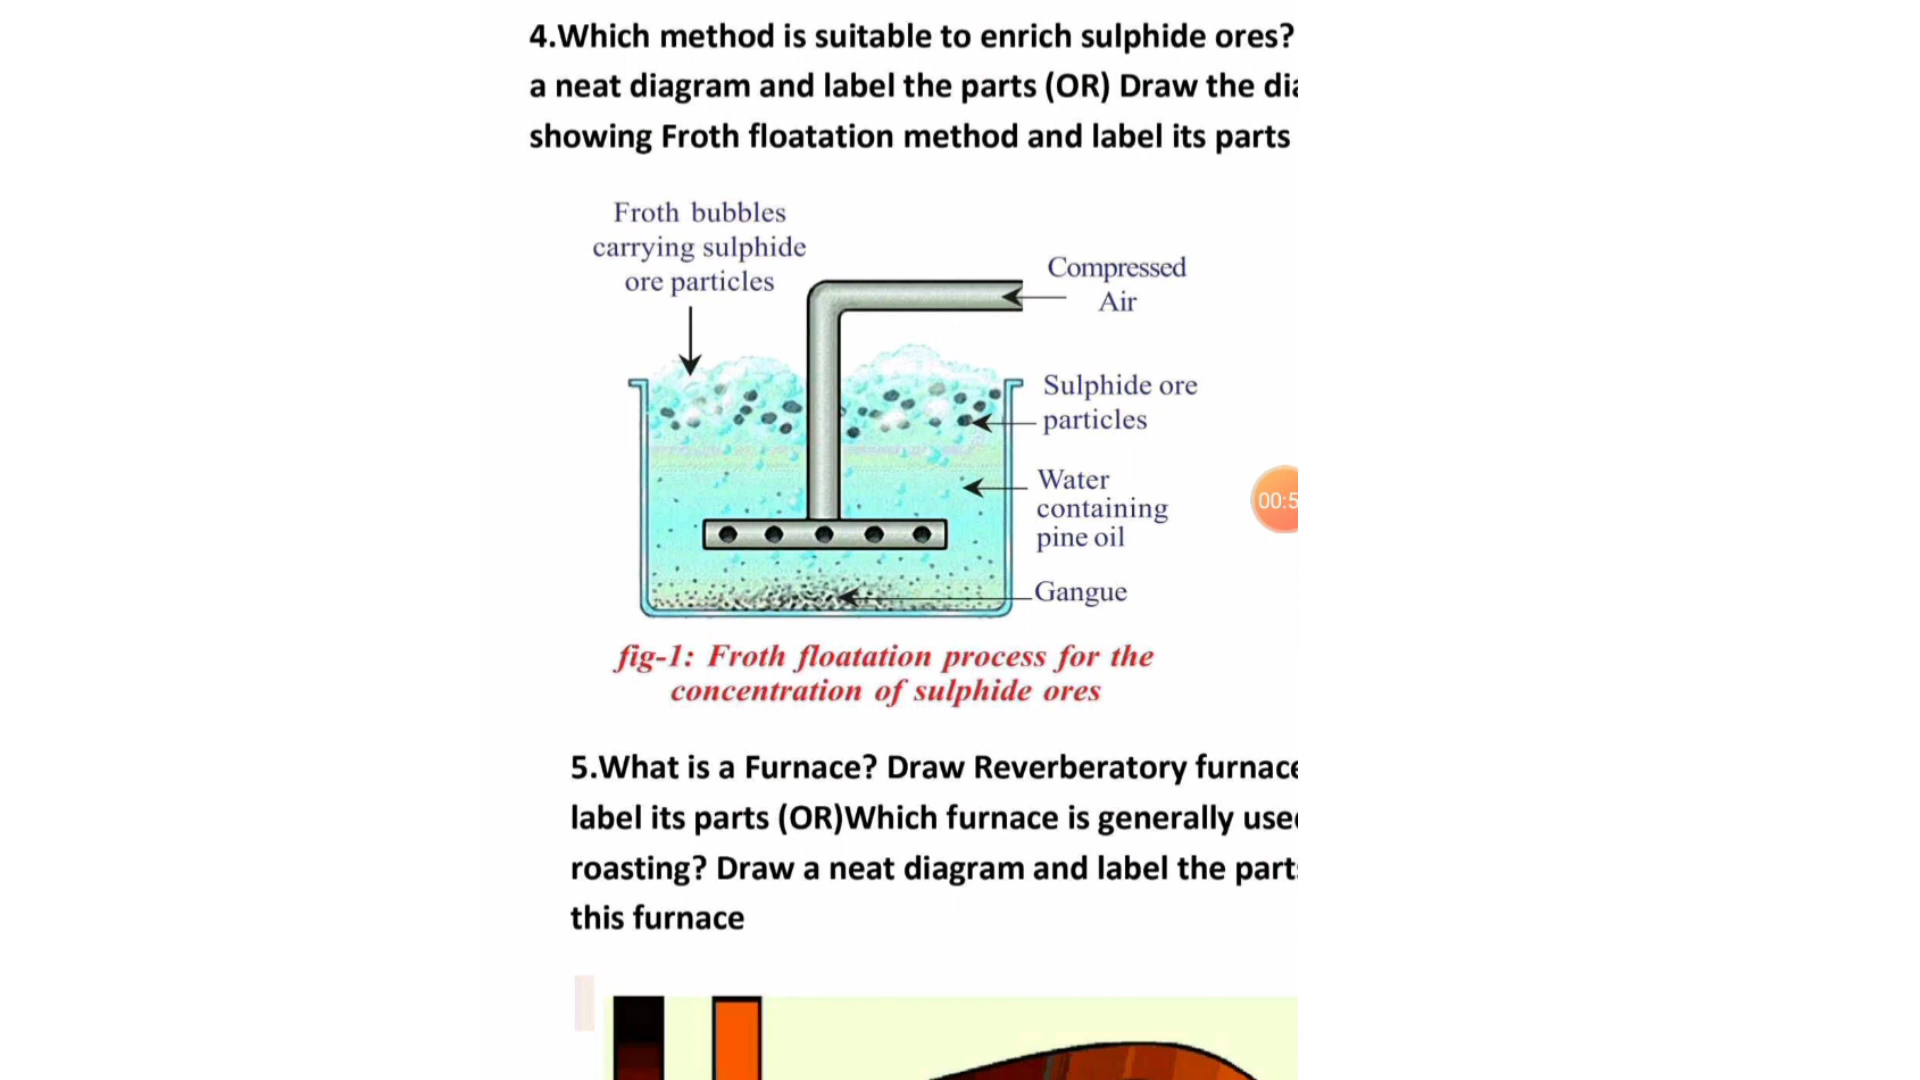 4.Which method is suitable to enrich sulphide ores?
a neat diagram and label the parts (OR) Draw the
showing Froth floatation method and label its parts
Froth bubbles
carrying sulphide
ore particles
Compressed
Air
Sulphide ore
particles
Water
containing
pine oil
Gangue
fig-1: Froth floatation process for the
concentration of sulphide ores
5.What is a Furnace? Draw Reverberatory furnace
label its parts (OR)Which furnace is generally
roasting? Draw a neat diagram and label the
this furnace